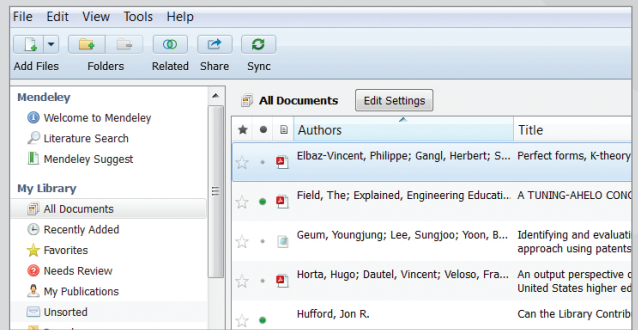 File Edit View Tools Help
Add Files Folders Related Share Sync
Mendeley
Welcome to Mendeley
Literature Search
Mendeley Suggest
My Library
All Documents
Recently Added
Favorites
Needs Review
My Publications
Unsorted
All Documents Edit Settings
Authors Title
Elbaz-Vincent, Philippe; Gangl, Herbert; S... Perfect forms, K-theory
Field, The; Explained, Engineering Educati... A TUNING-AHELO CONC
Geum, Youngjung; Lee, Sungjoo; Yoon, B... Identifying and evaluati
approach using patents
Horta, Hugo; Dautel, Vincent; Veloso, Fra... An output perspective o
United States higher ed
Hufford, Jon R. Can the Library Contrib